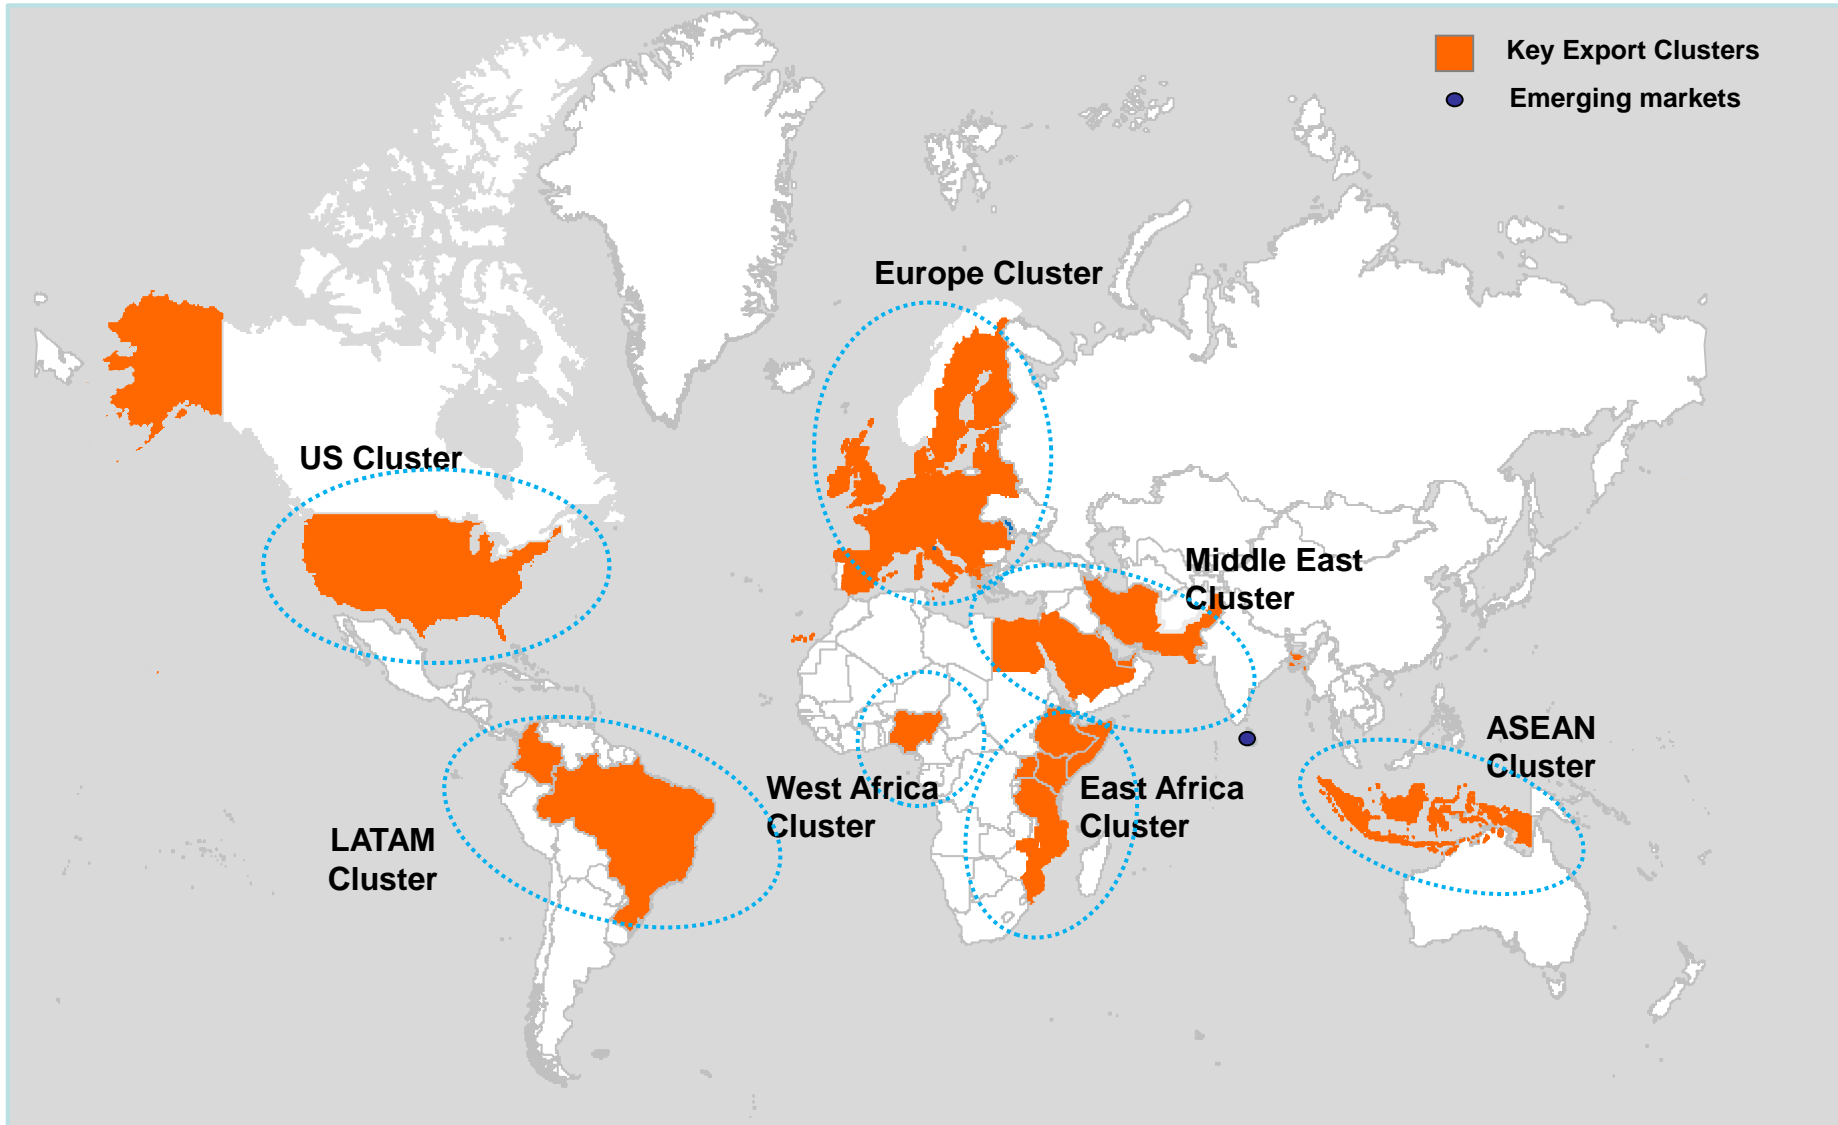 Key Export Clusters
Emerging markets
Europe Cluster
US Cluster
Middle East
Cluster
ASEAN
Cluster
West Africa
Cluster
East Africa
Cluster
LATAM
Cluster